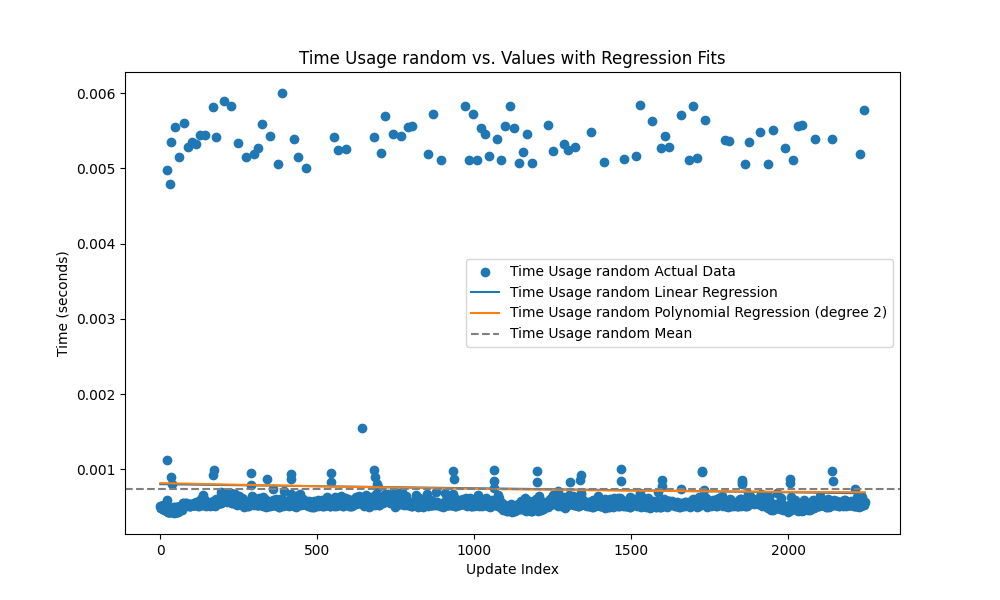 Time Usage random vs. Values with Regression Fits
0.006
0.005
0.004
0.003
0.002
0.001
Time (seconds)
Time Usage random Actual Data
Time Usage random Linear Regression
Time Usage random Polynomial Regression (degree 2)
Time Usage random Mean
0 500 1000 1500 2000
Update Index